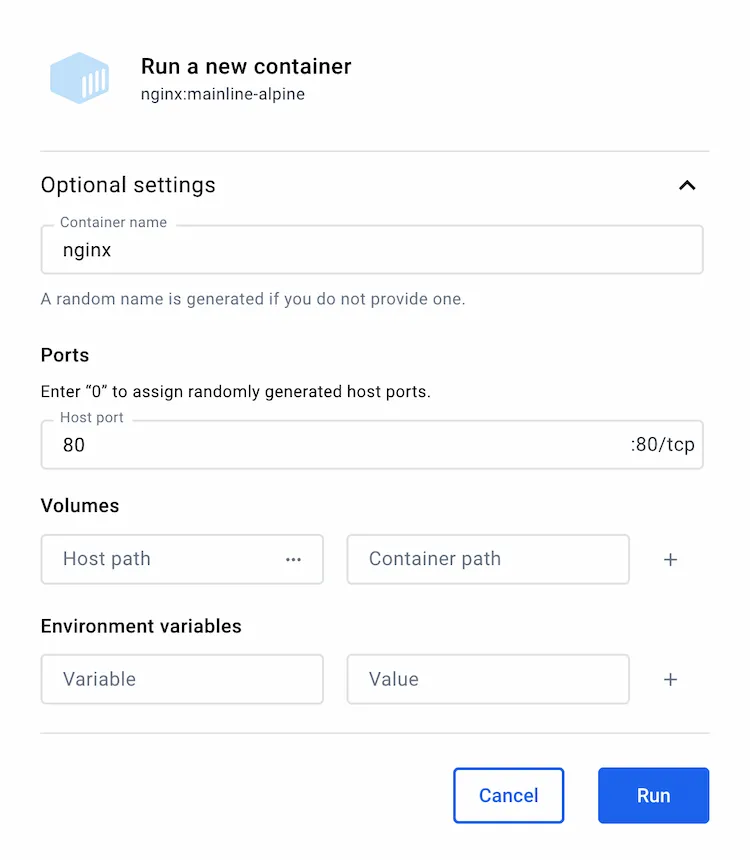 Run a new container
nginx:mainline-alpine
Optional settings
Container name
nginx
A random name is generated if you do not provide one.
Ports
Enter “0” to assign randomly generated host ports.
Host port
80 :80/tcp
Volumes
Host path ··· Container path +
Environment variables
Variable Value +
Cancel Run